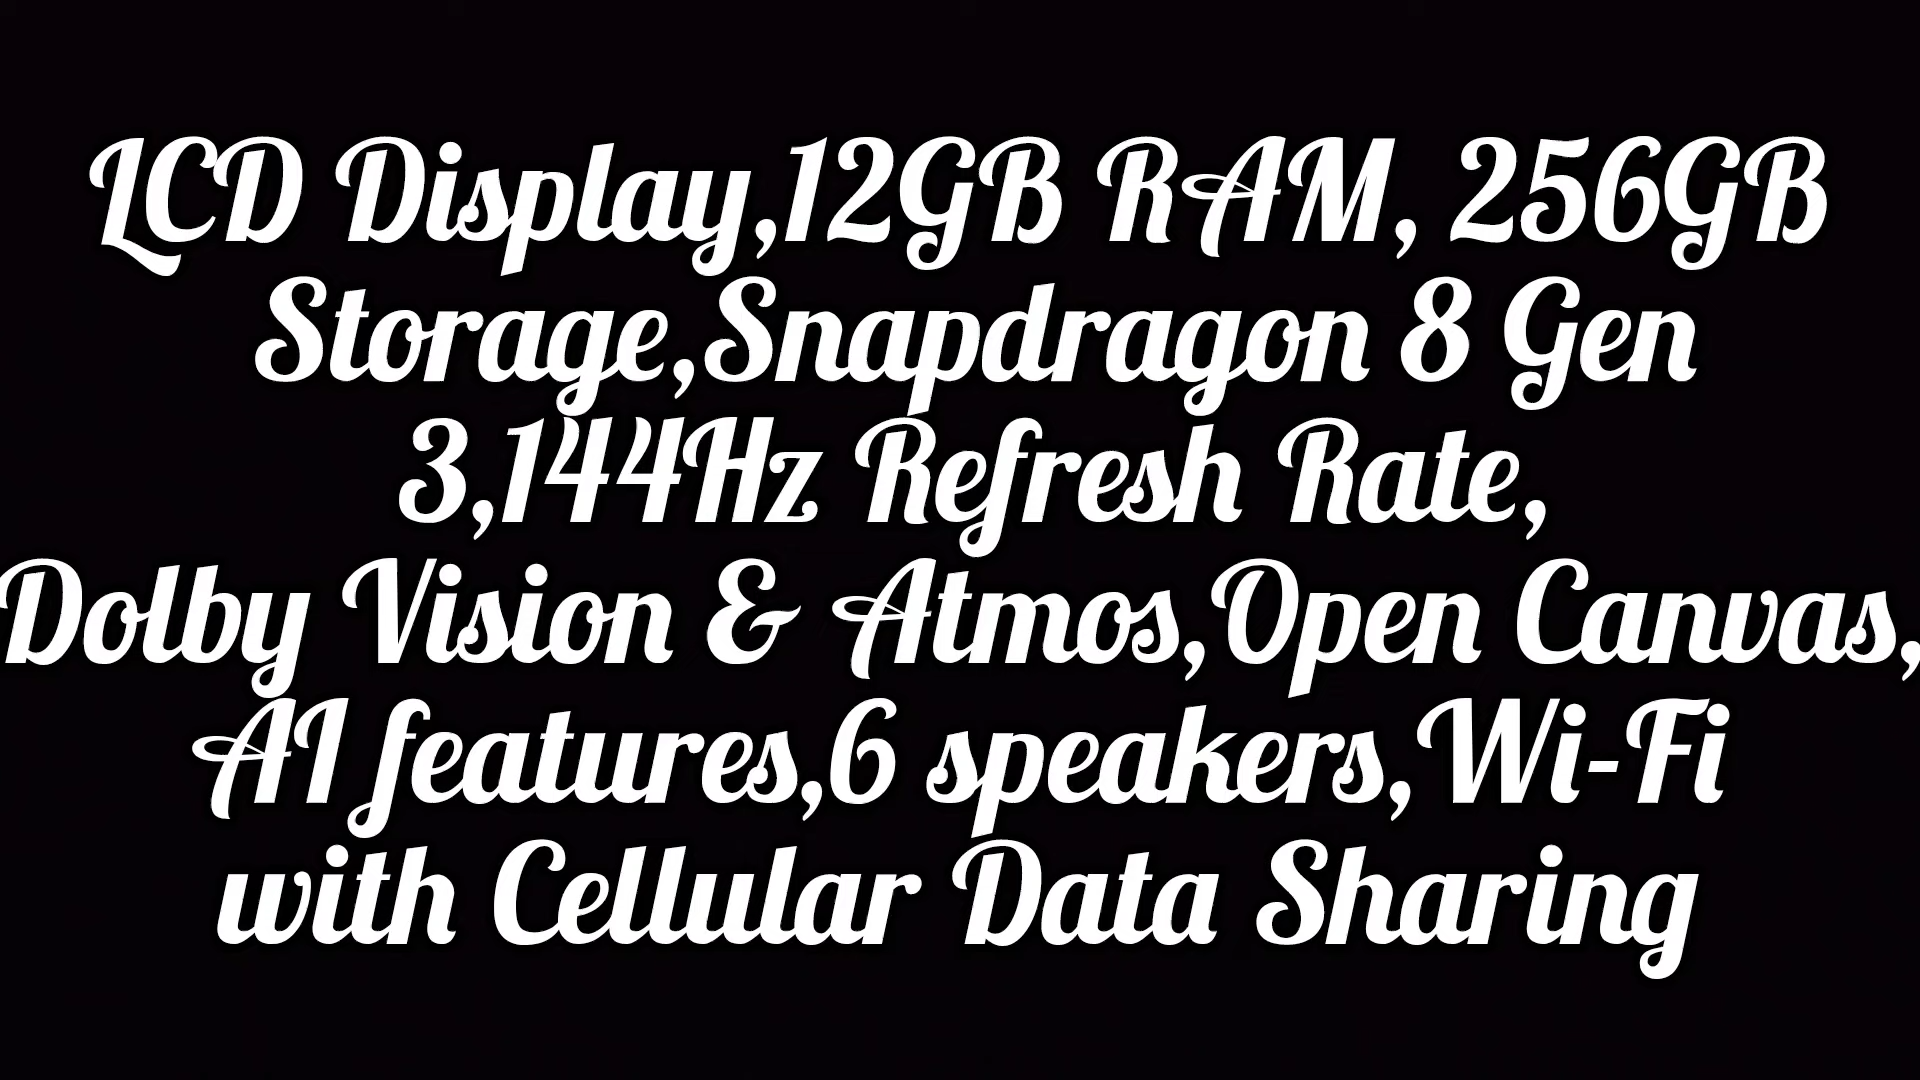 LCD Display,12GB RAM, 256GB
Storage,Snapdragon 8 Gen
3,144Hz Refresh Rate,
Dolby Vision & Atmos,Open Canvas,
AI features,6 speakers,Wi-Fi
with Cellular Data Sharing